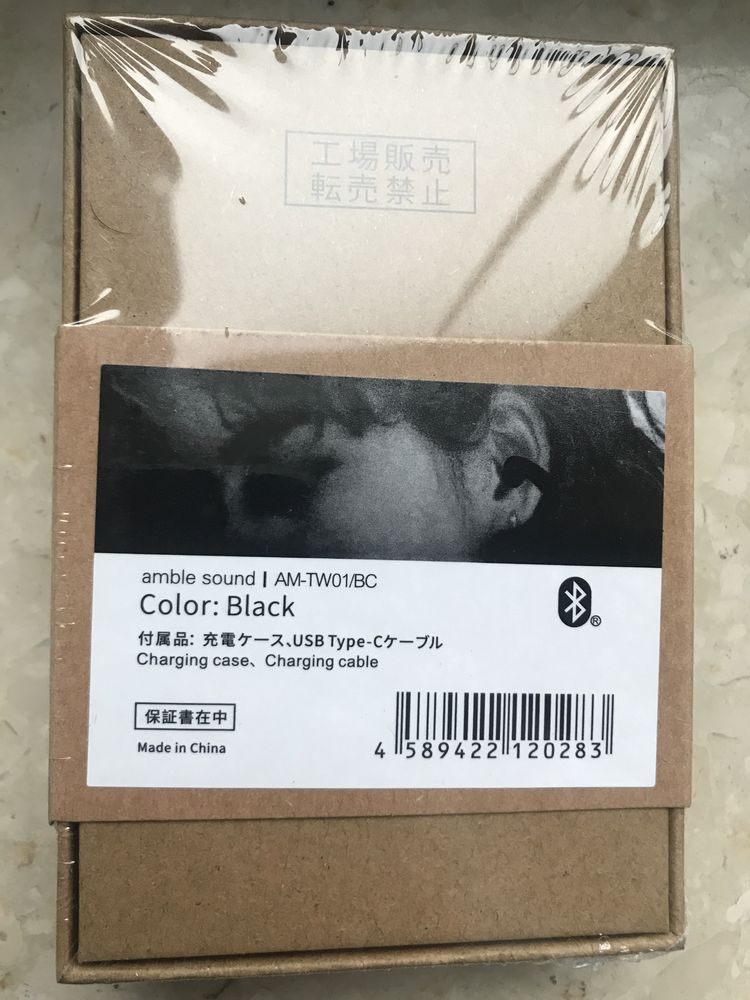 工場販売
転売禁止
amble sound | AM-TW01/BC
Color: Black
®
付属品: 充電ケース、USB Type-Cケーブル
Charging case、Charging cable
保証書在中
Made in China
4 589422 120283